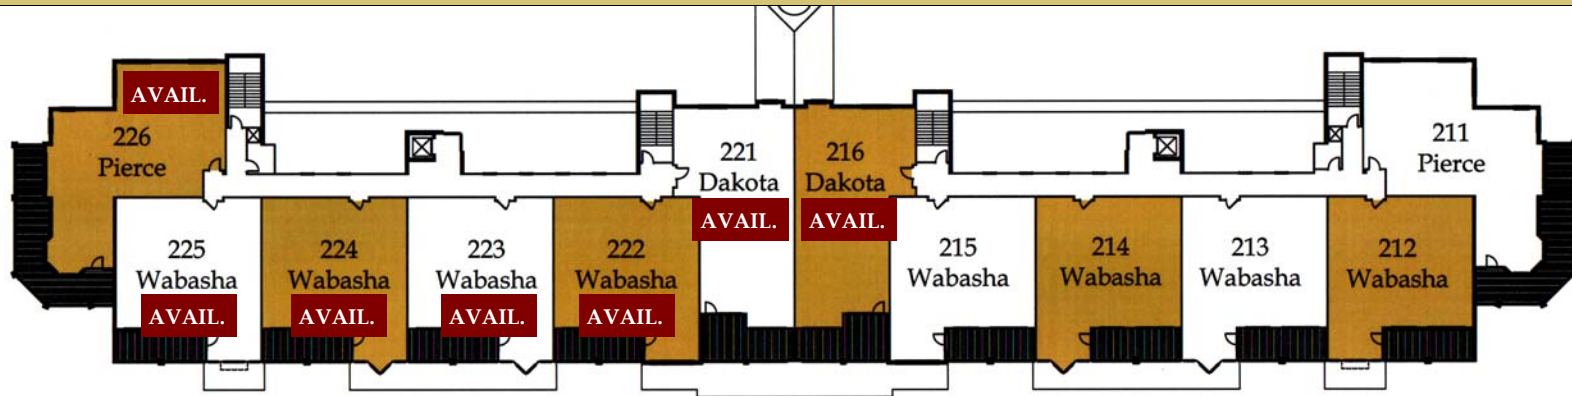 AVAIL.
226
Pierce
225
Wabasha
AVAIL.
224
Wabasha
AVAIL.
223
Wabasha
AVAIL.
222
Wabasha
AVAIL.
221
Dakota
AVAIL.
216
Dakota
AVAIL.
215
Wabasha
214
Wabasha
213
Wabasha
212
Wabasha
211
Pierce